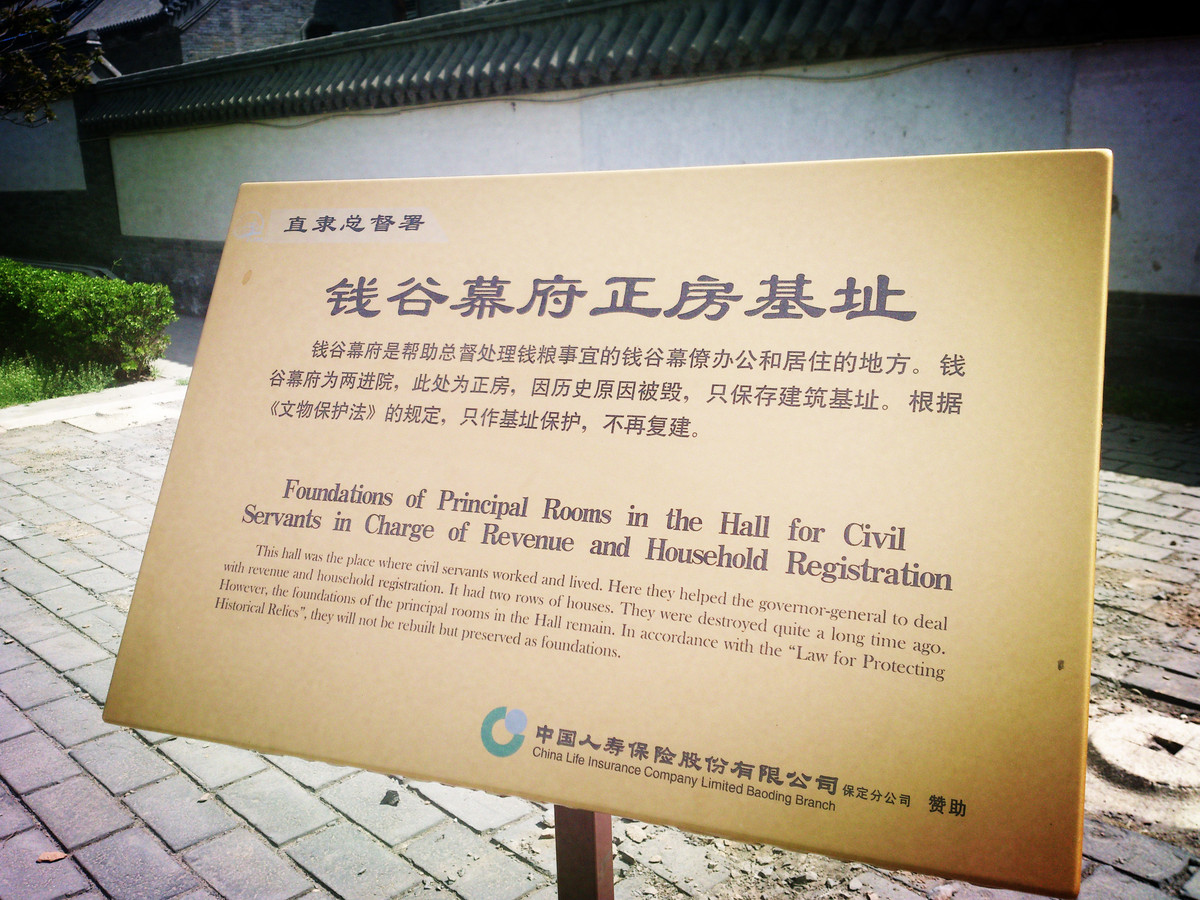 直隶总督署
钱谷幕府正房基址
钱谷幕府是帮助总督处理钱粮事宜的钱谷幕僚办公和居住的地方。钱
谷幕府为两进院，此处为正房，因历史原因被毁，只保存建筑基址。根据
《文物保护法》的规定，只作基址保护，不再复建。
Foundations of Principal Rooms in the Hall for Civil
Servants in Charge of Revenue and Household Registration
This hall was the place where civil servants worked and lived. Here they helped the governor-general to deal
with revenue and household registration. It had two rows of houses. They were destroyed quite a long time ago.
However, the foundations of the principal rooms in the Hall remain. In accordance with the “Law for Protecting
Historical Relics”, they will not be rebuilt but preserved as foundations.
中国人寿保险股份有限公司 保定分公司 赞助
China Life Insurance Company Limited Baoding Branch